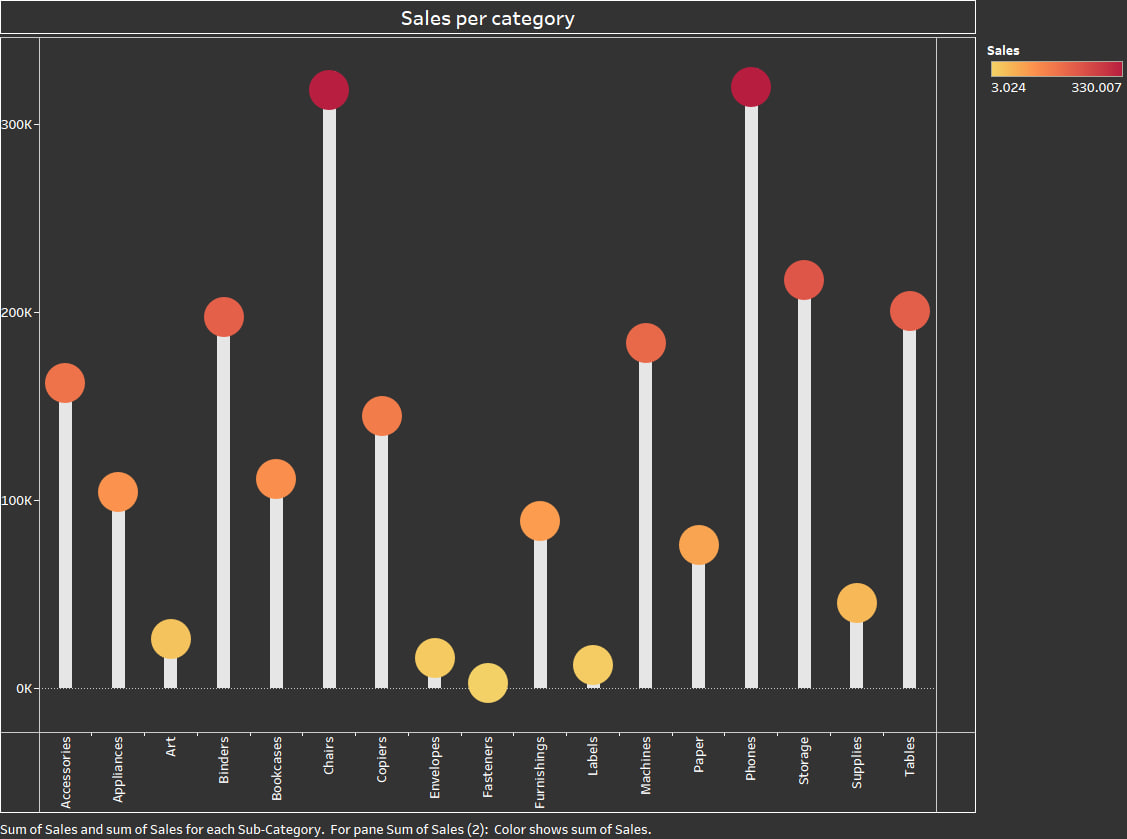 Sales per category
Sales
3.024 330.007
300K
200K
100K
0K
Accessories
Appliances
Art
Binders
Bookcases
Chairs
Copiers
Envelopes
Fasteners
Furnishings
Labels
Machines
Paper
Phones
Storage
Supplies
Tables
Sum of Sales and sum of Sales for each Sub-Category.  For pane Sum of Sales (2):  Color shows sum of Sales.